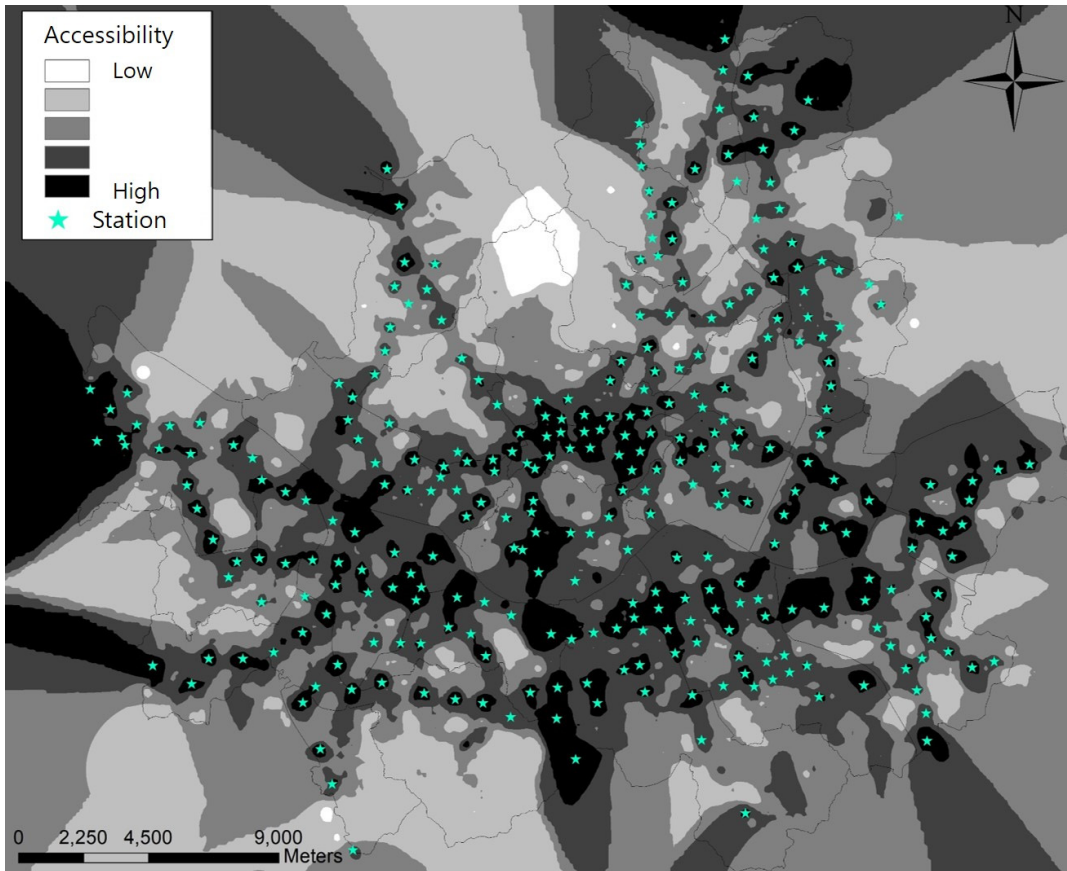 Accessibility
Low
High
Station
N
0 2,250 4,500 9,000
Meters